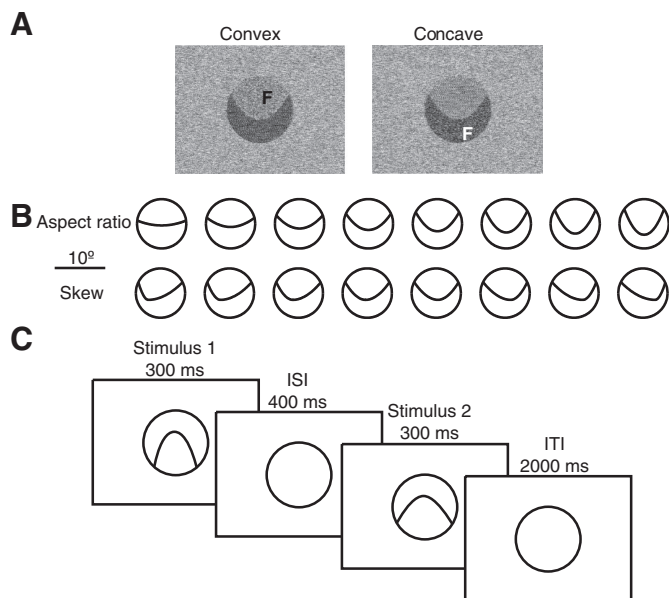 A
Convex
Concave
F
F
B
Aspect ratio
10º
Skew
C
Stimulus 1
300 ms
ISI
400 ms
Stimulus 2
300 ms
ITI
2000 ms